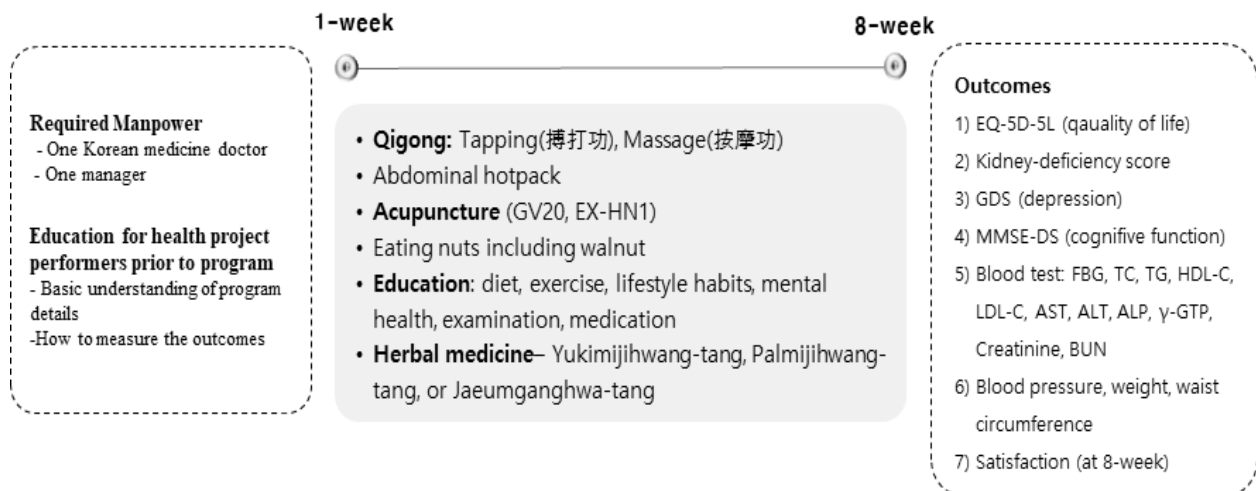 1-week
8-week
Required Manpower
- One Korean medicine doctor
- One manager
Education for health project
performers prior to program
- Basic understanding of program
details
-How to measure the outcomes
• Qigong: Tapping(搏打功), Massage(按摩功)
• Abdominal hotpack
• Acupuncture (GV20, EX-HN1)
• Eating nuts including walnut
• Education: diet, exercise, lifestyle habits, mental
health, examination, medication
• Herbal medicine– Yukimijihwang-tang, Palmijihwang-
tang, or Jaeumganghwa-tang
Outcomes
1) EQ-5D-5L (qauality of life)
2) Kidney-deficiency score
3) GDS (depression)
4) MMSE-DS (cognifive function)
5) Blood test: FBG, TC, TG, HDL-C,
LDL-C, AST, ALT, ALP, γ-GTP,
Creatinine, BUN
6) Blood pressure, weight, waist
circumference
7) Satisfaction (at 8-week)